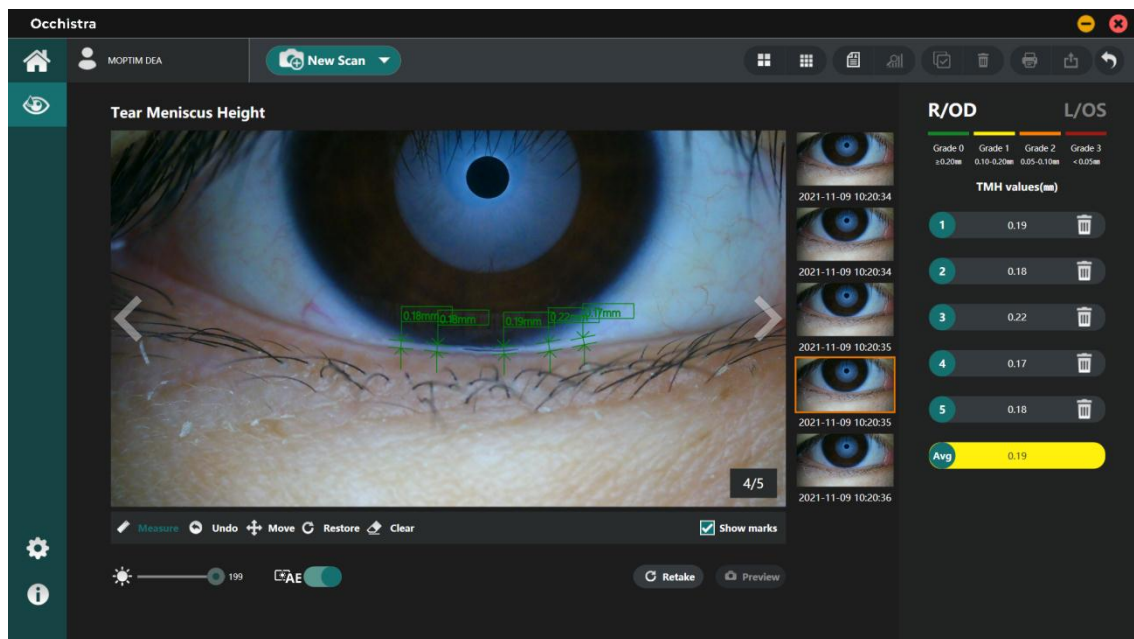 Occhistra
MOPTIM DEA
New Scan
Tear Meniscus Height
R/OD
L/OS
Grade 0
≥0.20mm
Grade 1
0.10-0.20mm
Grade 2
0.05-0.10mm
Grade 3
<0.05mm
TMH values(mm)
1 0.19
2 0.18
3 0.22
4 0.17
5 0.18
Avg 0.19
0.18mm
0.18mm
0.19mm
0.22mm
0.17mm
4/5
2021-11-09 10:20:34
2021-11-09 10:20:34
2021-11-09 10:20:35
2021-11-09 10:20:35
2021-11-09 10:20:36
Measure Undo Move Restore Clear
Show marks
199
AE
Retake
Preview